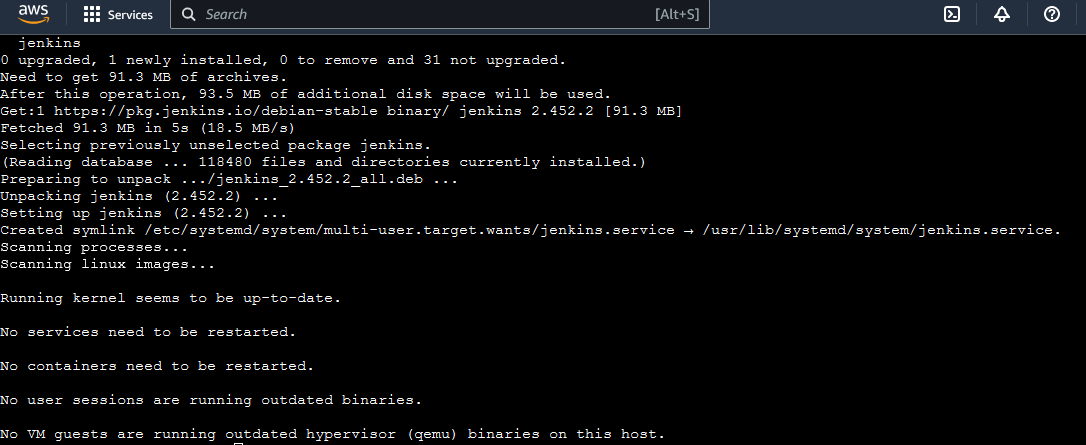 aws
Services
Search
[Alt+S]
jenkins
0 upgraded, 1 newly installed, 0 to remove and 31 not upgraded.
Need to get 91.3 MB of archives.
After this operation, 93.5 MB of additional disk space will be used.
Get:1 https://pkg.jenkins.io/debian-stable binary/ jenkins 2.452.2 [91.3 MB]
Fetched 91.3 MB in 5s (18.5 MB/s)
Selecting previously unselected package jenkins.
(Reading database ... 118480 files and directories currently installed.)
Preparing to unpack .../jenkins_2.452.2_all.deb ...
Unpacking jenkins (2.452.2) ...
Setting up jenkins (2.452.2) ...
Created symlink /etc/systemd/system/multi-user.target.wants/jenkins.service → /usr/lib/systemd/system/jenkins.service.
Scanning processes...
Scanning linux images...
Running kernel seems to be up-to-date.
No services need to be restarted.
No containers need to be restarted.
No user sessions are running outdated binaries.
No VM guests are running outdated hypervisor (qemu) binaries on this host.